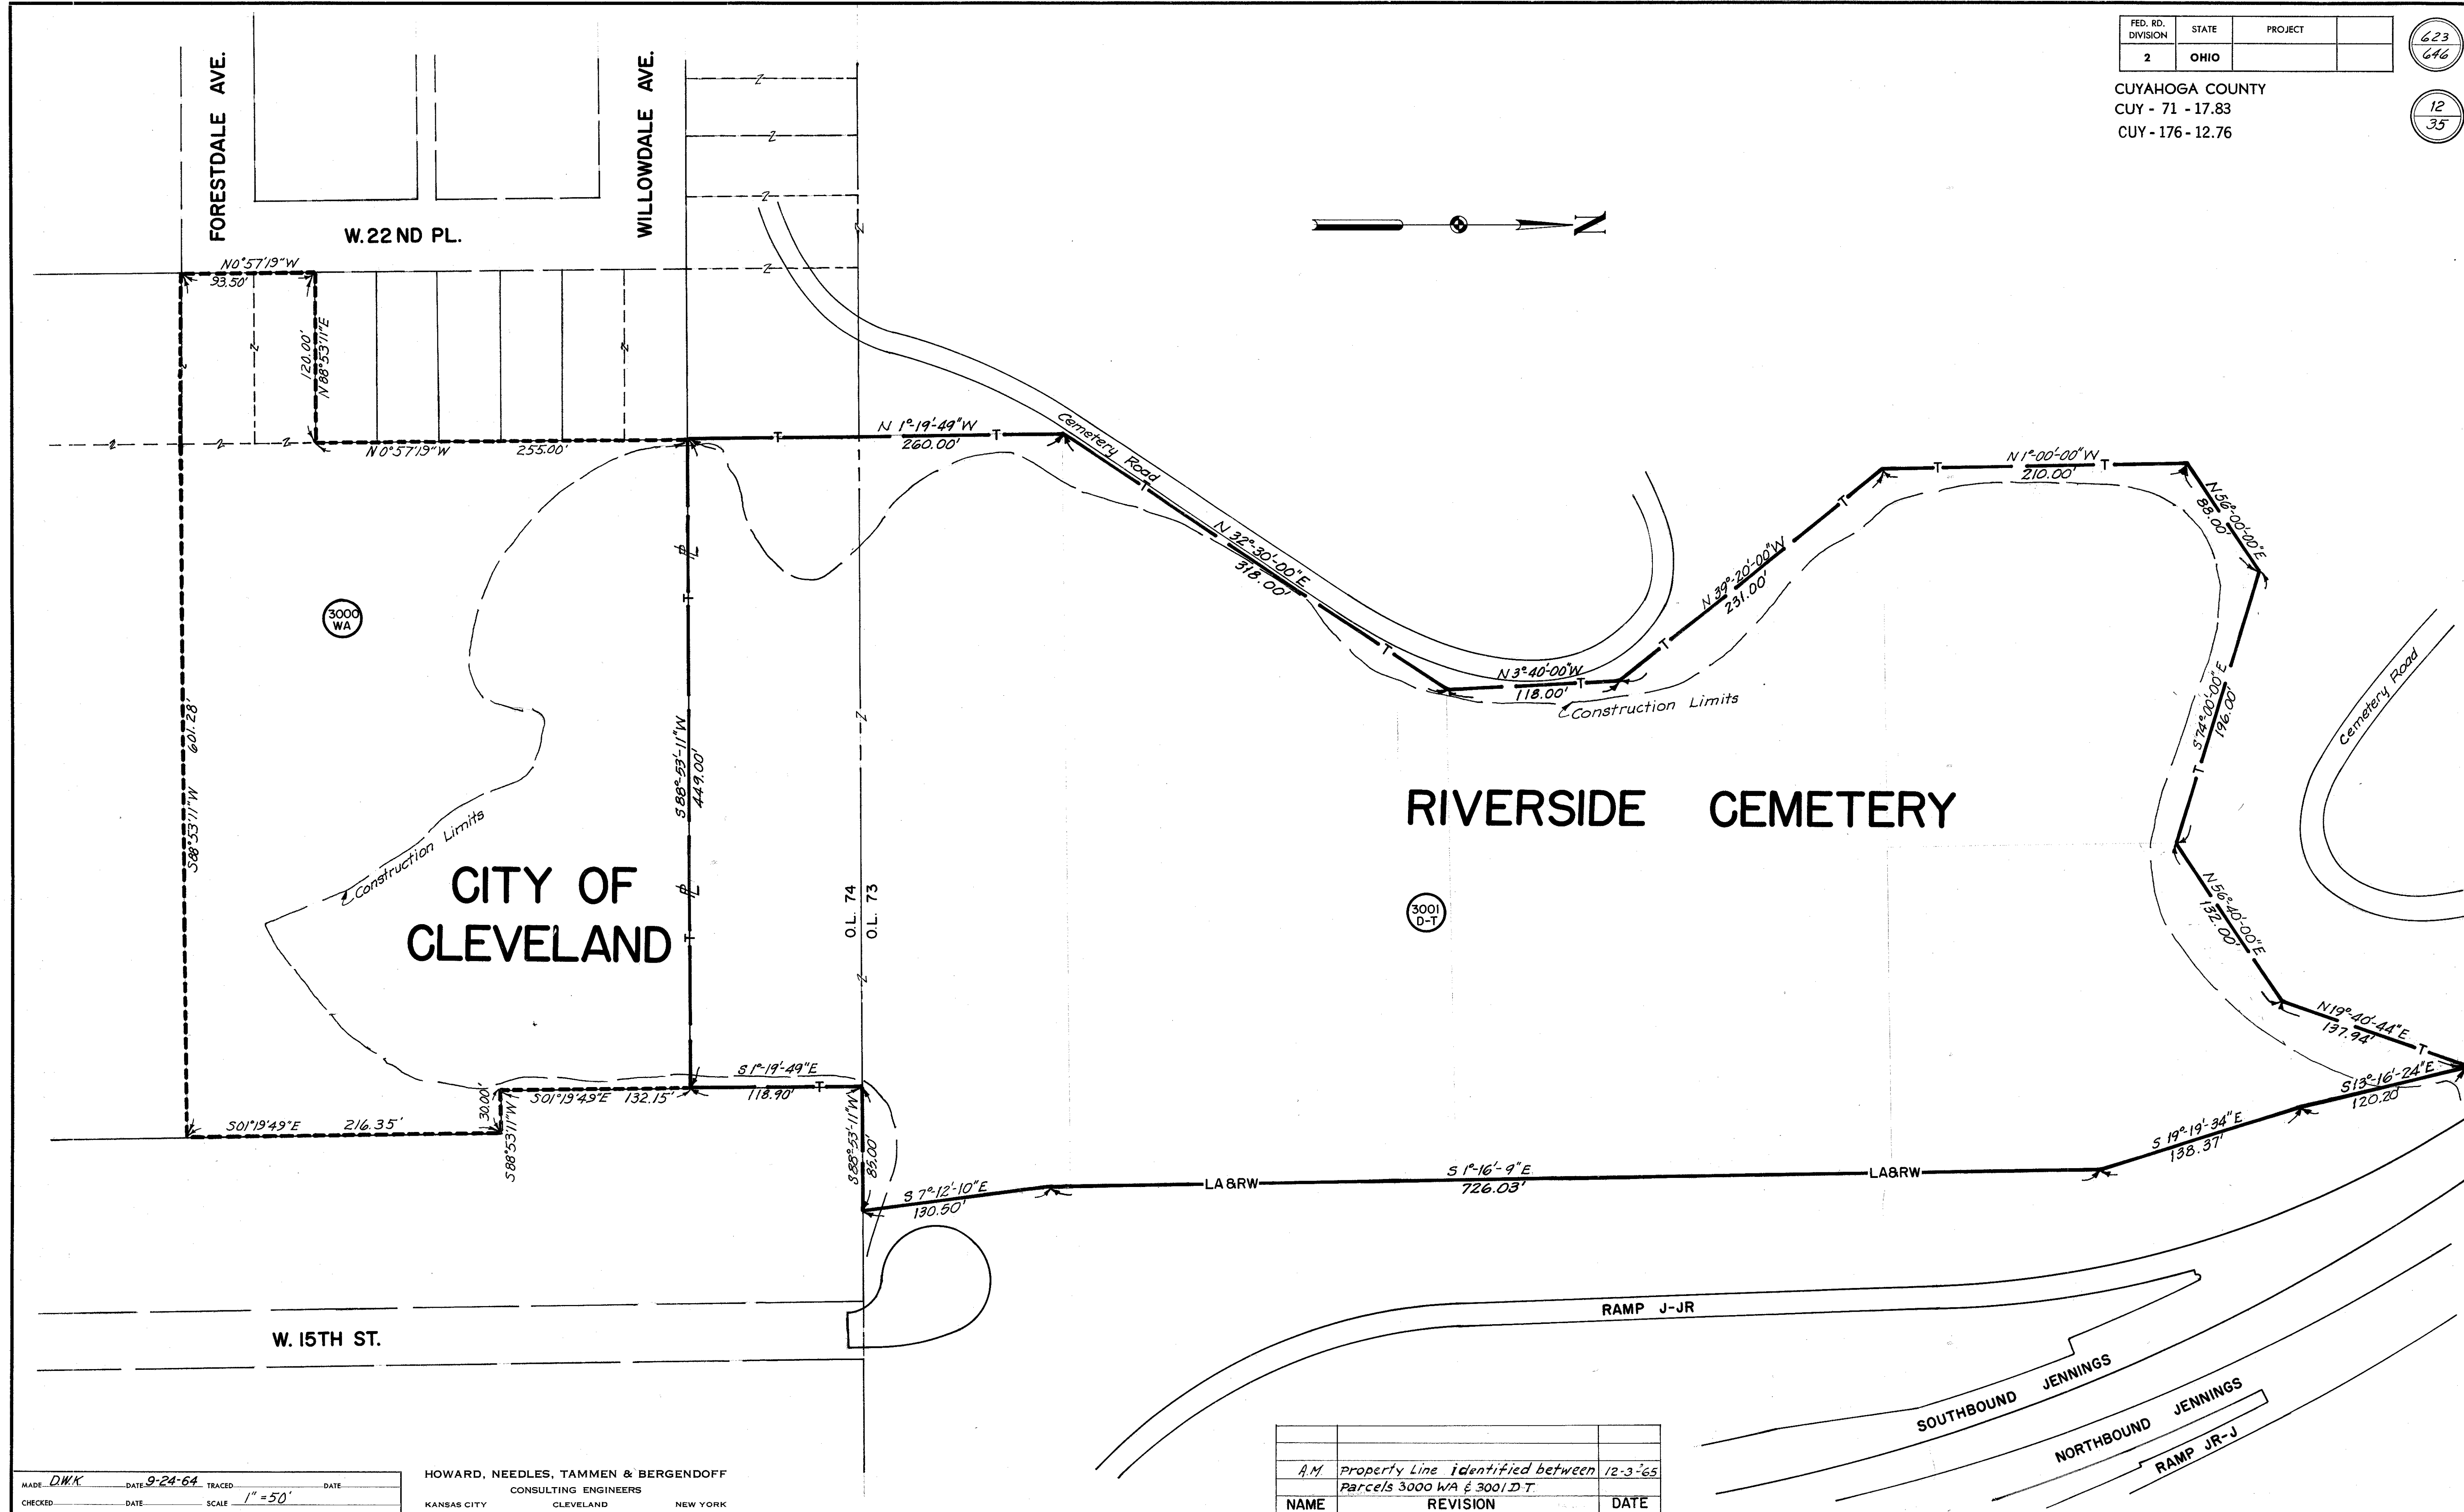 FED. RD. DIVISION STATE PROJECT
2 OHIO
623
646
CUYAHOGA COUNTY
CUY - 71 - 17.83
CUY - 176 - 12.76
12
35
FORESTDALE AVE.
WILLOWDALE AVE.
W. 22ND PL.
N
N0°57'19"W
93.50'
120.00'
N88°53'11"E
N0°57'19"W 255.00'
N 1°-19'-49"W
260.00'
Cemetery Road
N 32°-30'-00"E
318.00'
N 3°-40'-00"W
118.00'
Construction Limits
N 39°-20'-00"W
231.00'
N 1°-00'-00"W
210.00'
N 56°-00'-00"E
88.00'
S 74°-00'-00"E
196.00'
Cemetery Road
N 56°-40'-00"E
132.00'
N19°-40'-44"E
137.94'
S13°-16'-24"E
120.20'
S 19°-19'-34"E
138.37'
3000
WA
S88°53'11"W 601.28'
S 88°-53'-11"W
449.00'
Construction Limits
CITY OF
CLEVELAND
O.L. 74
O.L. 73
RIVERSIDE CEMETERY
3001
D-T
S 1°-19'-49"E
118.90'
S01°19'49"E 132.15'
30.00'
S88°53'11"W
S01°19'49"E 216.35'
S88°-53'-11"W
85.00'
S 7°-12'-10"E
130.50'
LA&RW
S 1°-16'-9"E
726.03'
LA&RW
W. 15TH ST.
RAMP J-JR
SOUTHBOUND JENNINGS
NORTHBOUND JENNINGS
RAMP JR-J
MADE D.W.K. DATE 9-24-64 TRACED DATE
CHECKED DATE SCALE 1" = 50'
HOWARD, NEEDLES, TAMMEN & BERGENDOFF
CONSULTING ENGINEERS
KANSAS CITY CLEVELAND NEW YORK
A.M. Property Line identified between 12-3-'65
Parcels 3000 WA & 3001 D-T.
NAME REVISION DATE